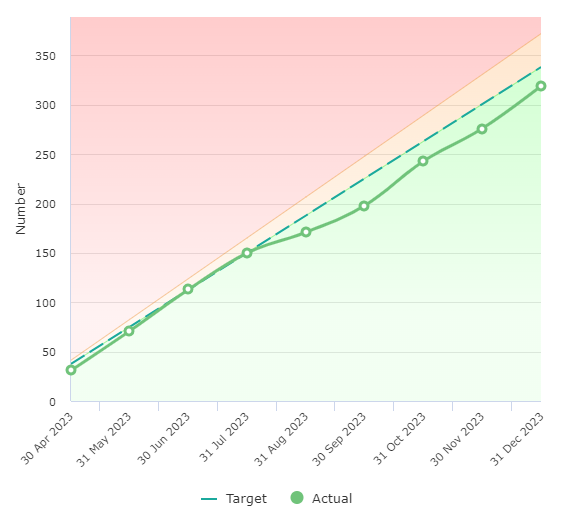 350
300
250
200
150
100
50
0
Number
30 Apr 2023
31 May 2023
30 Jun 2023
31 Jul 2023
31 Aug 2023
30 Sep 2023
31 Oct 2023
30 Nov 2023
31 Dec 2023
Target
Actual